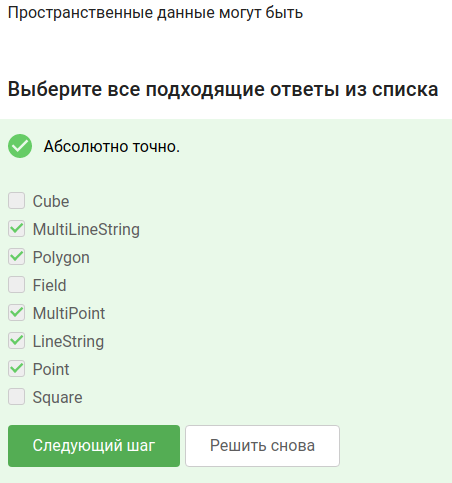 Пространственные данные могут быть
Выберите все подходящие ответы из списка
Абсолютно точно.
Cube
MultiLineString
Polygon
Field
MultiPoint
LineString
Point
Square
Следующий шаг
Решить снова